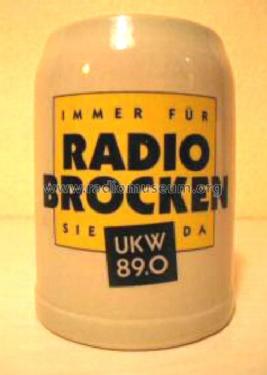 IMMER FÜR
RADIO
www.radiomuseum.org
BROCKEN
SIE DA
UKW
89.0